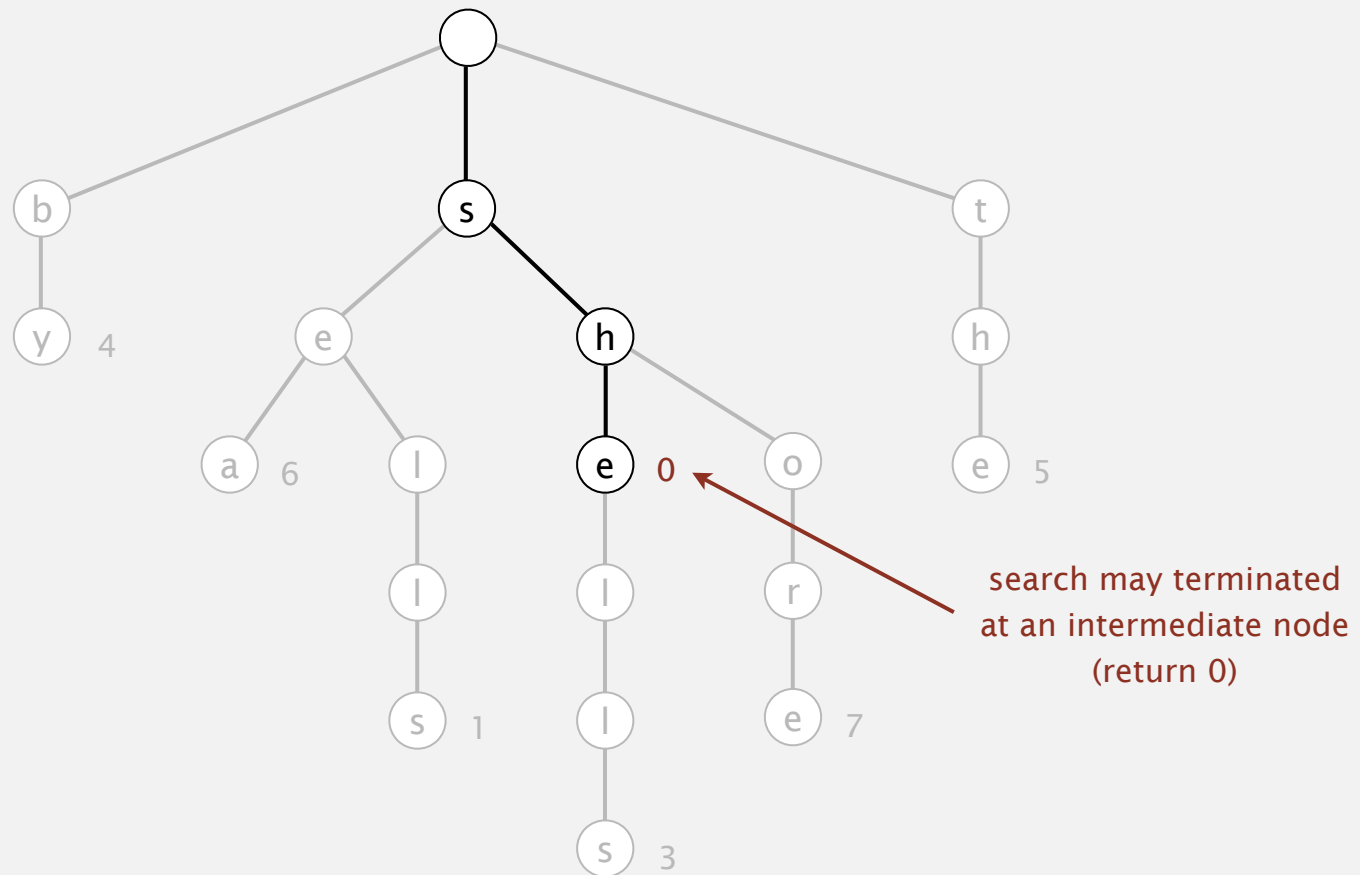 b
s
t
y 4
e
h
h
a 6
l
e 0
o
e 5
l
l
r
search may terminated
at an intermediate node
(return 0)
s 1
l
e 7
s 3